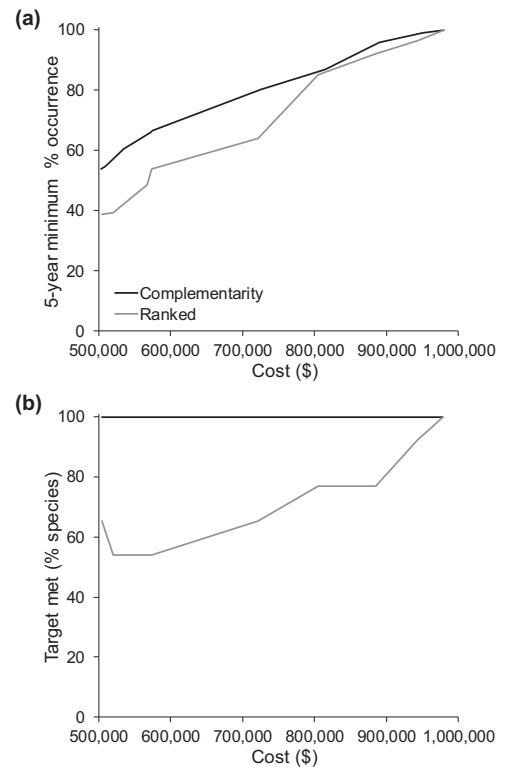 (a)
5-year minimum % occurrence
100
80
60
40
20
0
Complementarity
Ranked
500,000 600,000 700,000 800,000 900,000 1,000,000
Cost ($)
(b)
Target met (% species)
100
80
60
40
20
0
500,000 600,000 700,000 800,000 900,000 1,000,000
Cost ($)